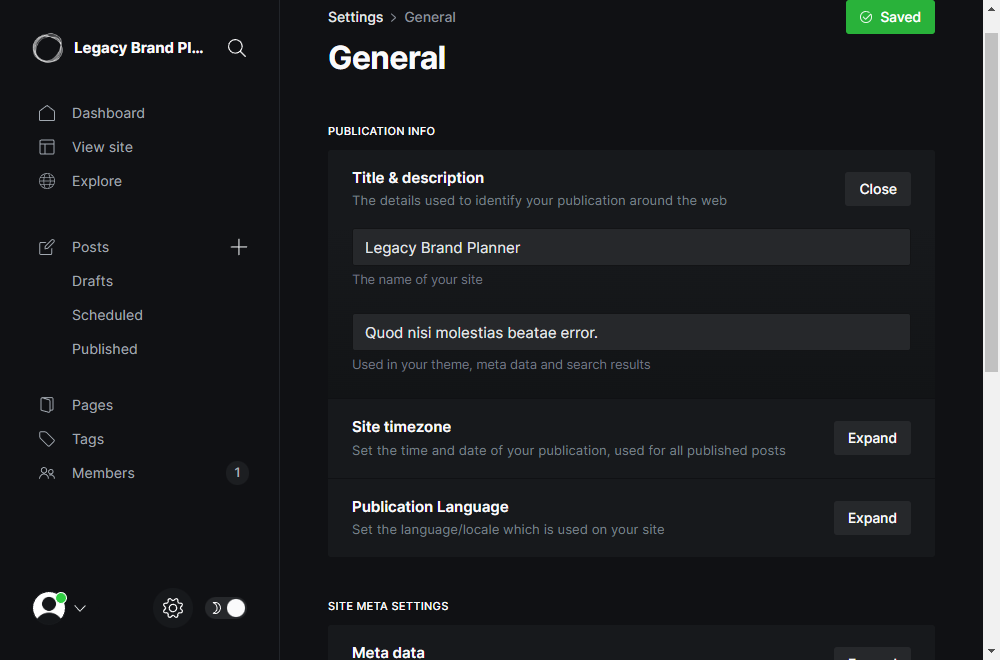 Legacy Brand Pl...
Dashboard
View site
Explore
Posts
Drafts
Scheduled
Published
Pages
Tags
Members
1
Settings > General
Saved
General
PUBLICATION INFO
Title & description
The details used to identify your publication around the web
Close
Legacy Brand Planner
The name of your site
Quod nisi molestias beatae error.
Used in your theme, meta data and search results
Site timezone
Set the time and date of your publication, used for all published posts
Expand
Publication Language
Set the language/locale which is used on your site
Expand
SITE META SETTINGS
Meta data